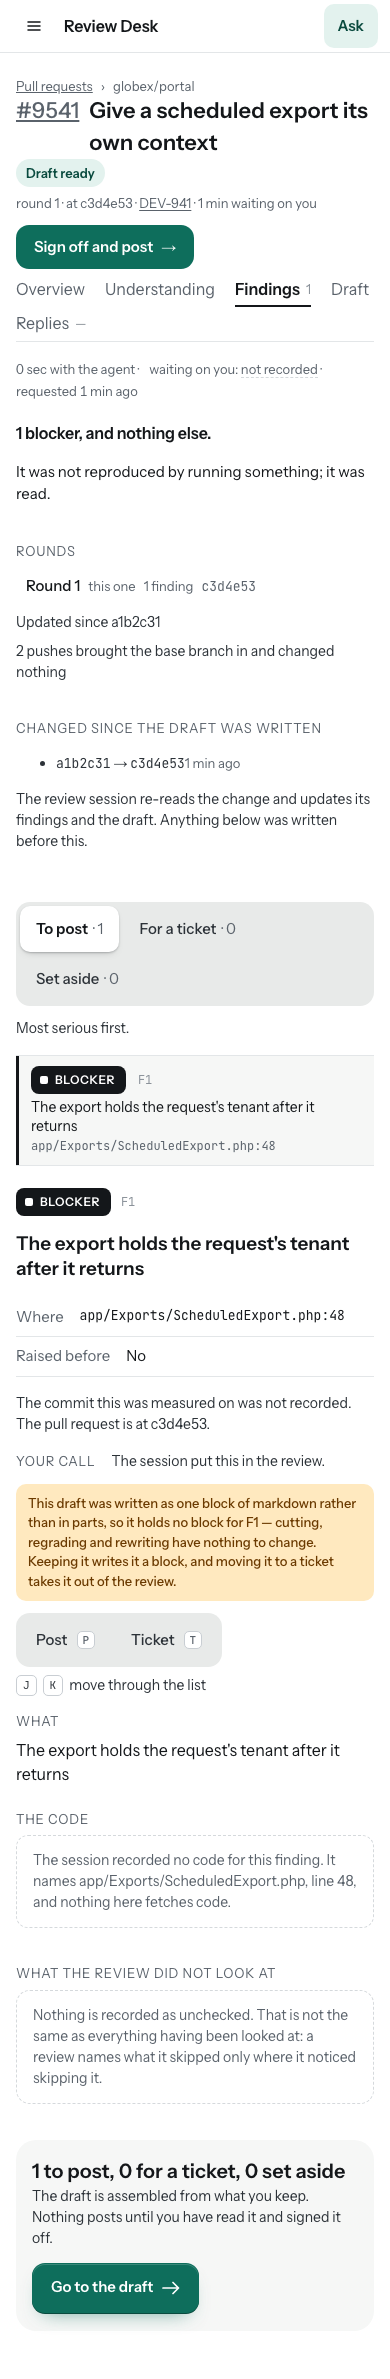 Review Desk
Ask
Pull requests › globex/portal
#9541 Give a scheduled export its
own context
Draft ready
round 1 · at c3d4e53 · DEV-941 · 1 min waiting on you
Sign off and post →
Overview Understanding Findings 1 Draft
Replies —
0 sec with the agent · waiting on you: not recorded ·
requested 1 min ago
1 blocker, and nothing else.
It was not reproduced by running something; it was
read.
ROUNDS
Round 1 this one 1 finding c3d4e53
Updated since a1b2c31
2 pushes brought the base branch in and changed
nothing
CHANGED SINCE THE DRAFT WAS WRITTEN
• a1b2c31 → c3d4e531 min ago
The review session re-reads the change and updates its
findings and the draft. Anything below was written
before this.
To post · 1 For a ticket · 0
Set aside · 0
Most serious first.
BLOCKER F1
The export holds the request's tenant after it
returns
app/Exports/ScheduledExport.php:48
BLOCKER F1
The export holds the request's tenant
after it returns
Where app/Exports/ScheduledExport.php:48
Raised before No
The commit this was measured on was not recorded.
The pull request is at c3d4e53.
YOUR CALL The session put this in the review.
This draft was written as one block of markdown rather
than in parts, so it holds no block for F1 — cutting,
regrading and rewriting have nothing to change.
Keeping it writes it a block, and moving it to a ticket
takes it out of the review.
Post P Ticket T
J K move through the list
WHAT
The export holds the request's tenant after it
returns
THE CODE
The session recorded no code for this finding. It
names app/Exports/ScheduledExport.php, line 48,
and nothing here fetches code.
WHAT THE REVIEW DID NOT LOOK AT
Nothing is recorded as unchecked. That is not the
same as everything having been looked at: a
review names what it skipped only where it noticed
skipping it.
1 to post, 0 for a ticket, 0 set aside
The draft is assembled from what you keep.
Nothing posts until you have read it and signed it
off.
Go to the draft →